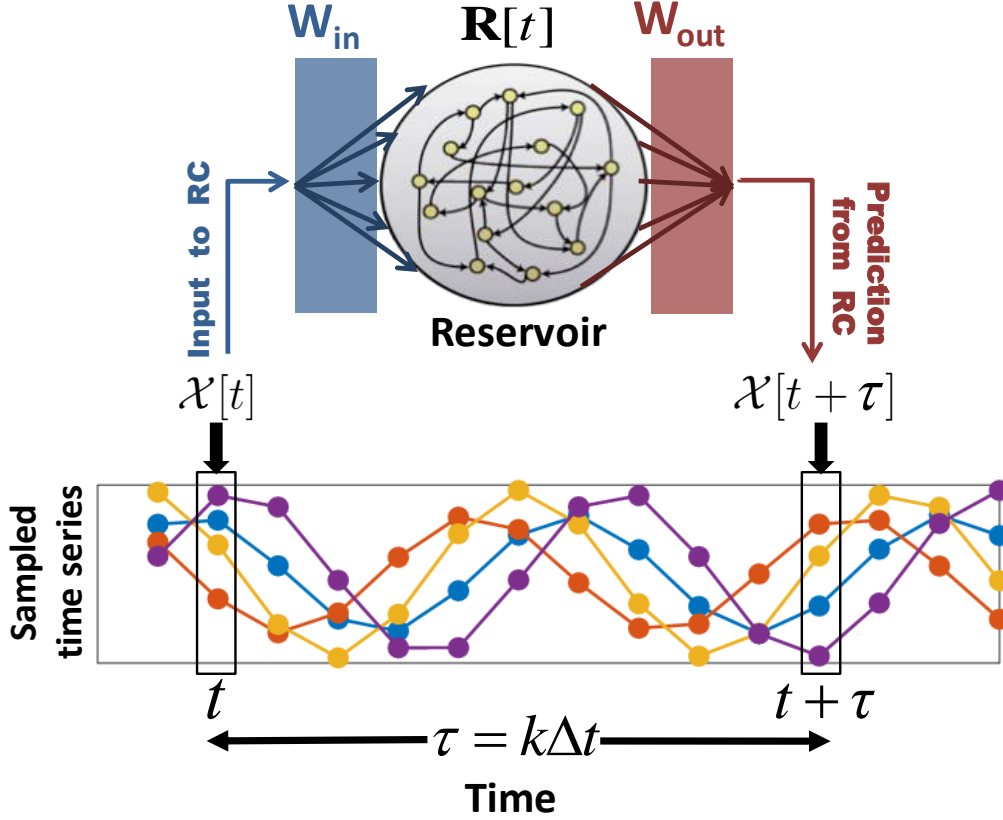 W_in
R[t]
W_out
Input to RC
Prediction
from RC
Reservoir
𝒳[t]
𝒳[t + τ]
Sampled
time series
t
t + τ
τ = kΔt
Time